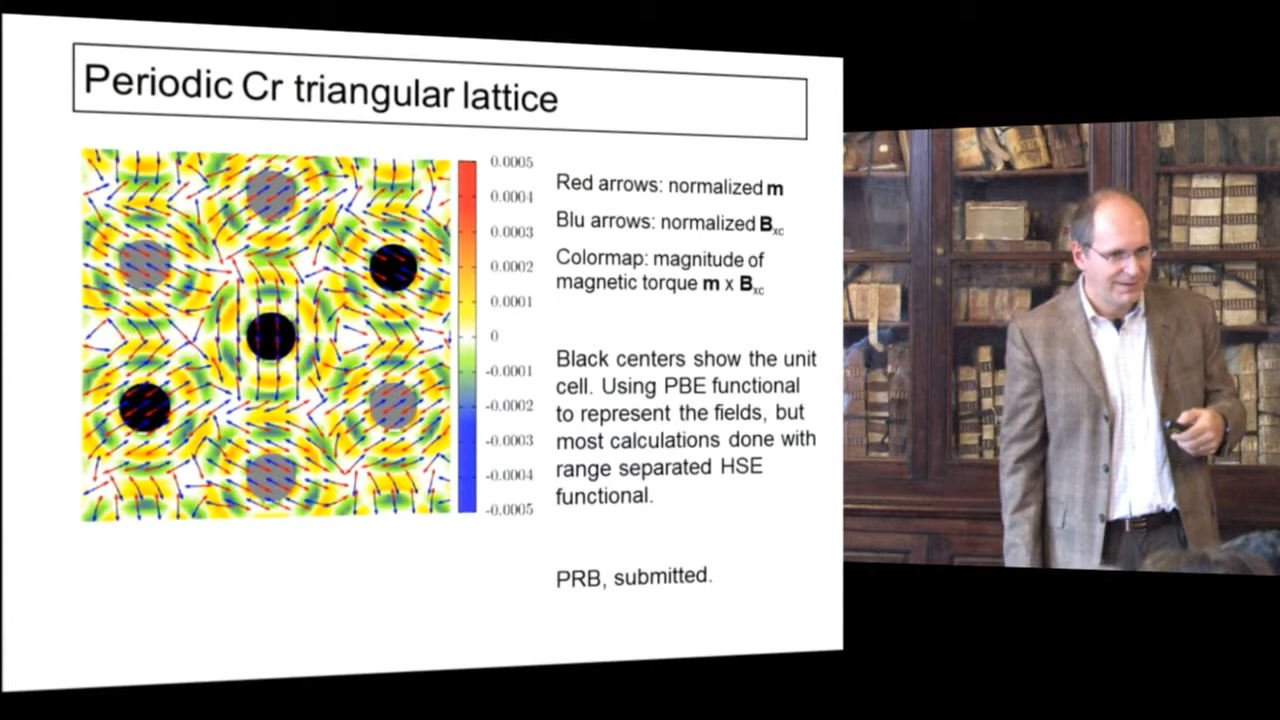 Periodic Cr triangular lattice
0.0005
0.0004
0.0003
0.0002
0.0001
0
-0.0001
-0.0002
-0.0003
-0.0004
-0.0005
Red arrows: normalized m
Blu arrows: normalized Bxc
Colormap: magnitude of
magnetic torque m x Bxc
Black centers show the unit
cell. Using PBE functional
to represent the fields, but
most calculations done with
range separated HSE
functional.
PRB, submitted.